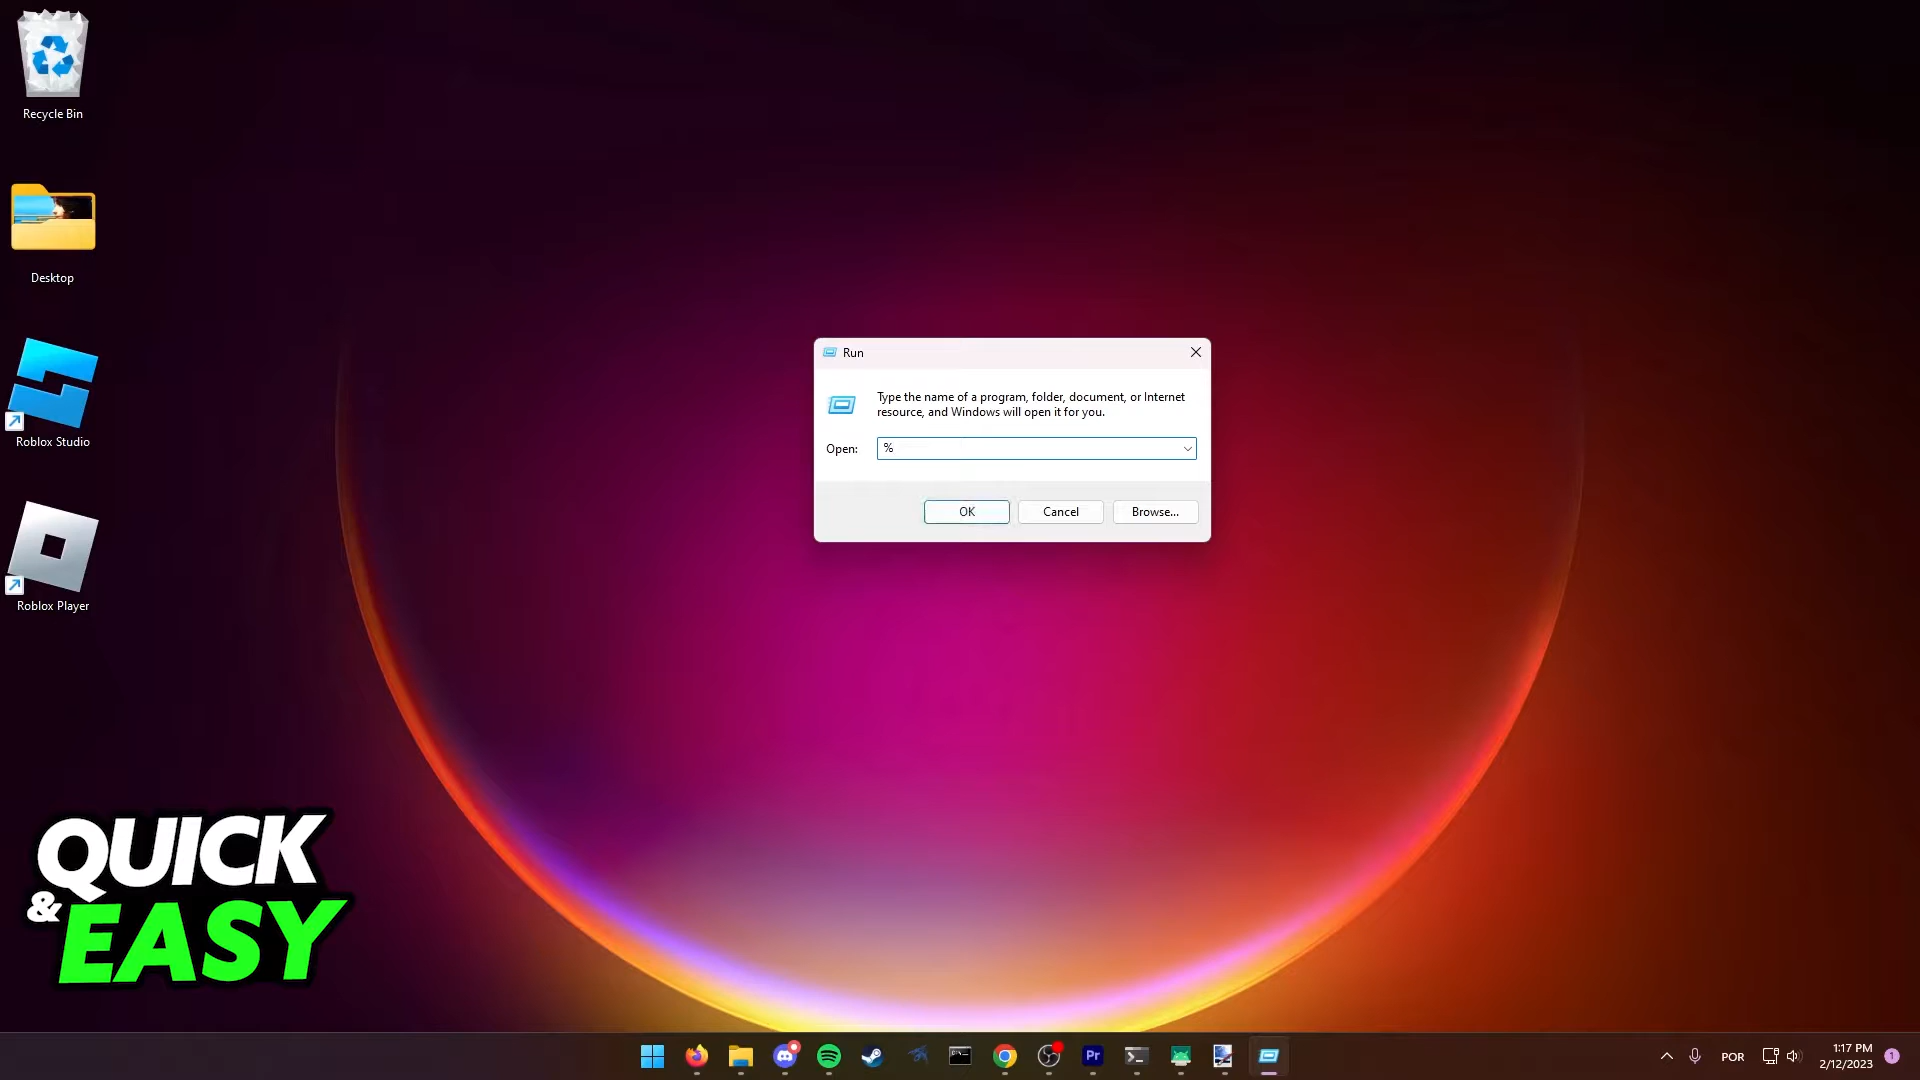 Recycle Bin
Desktop
Roblox Studio
Roblox Player
Run
Type the name of a program, folder, document, or Internet
resource, and Windows will open it for you.
Open:
%
OK
Cancel
Browse...
QUICK
& EASY
Pr
POR
1:17 PM
2/12/2023
1